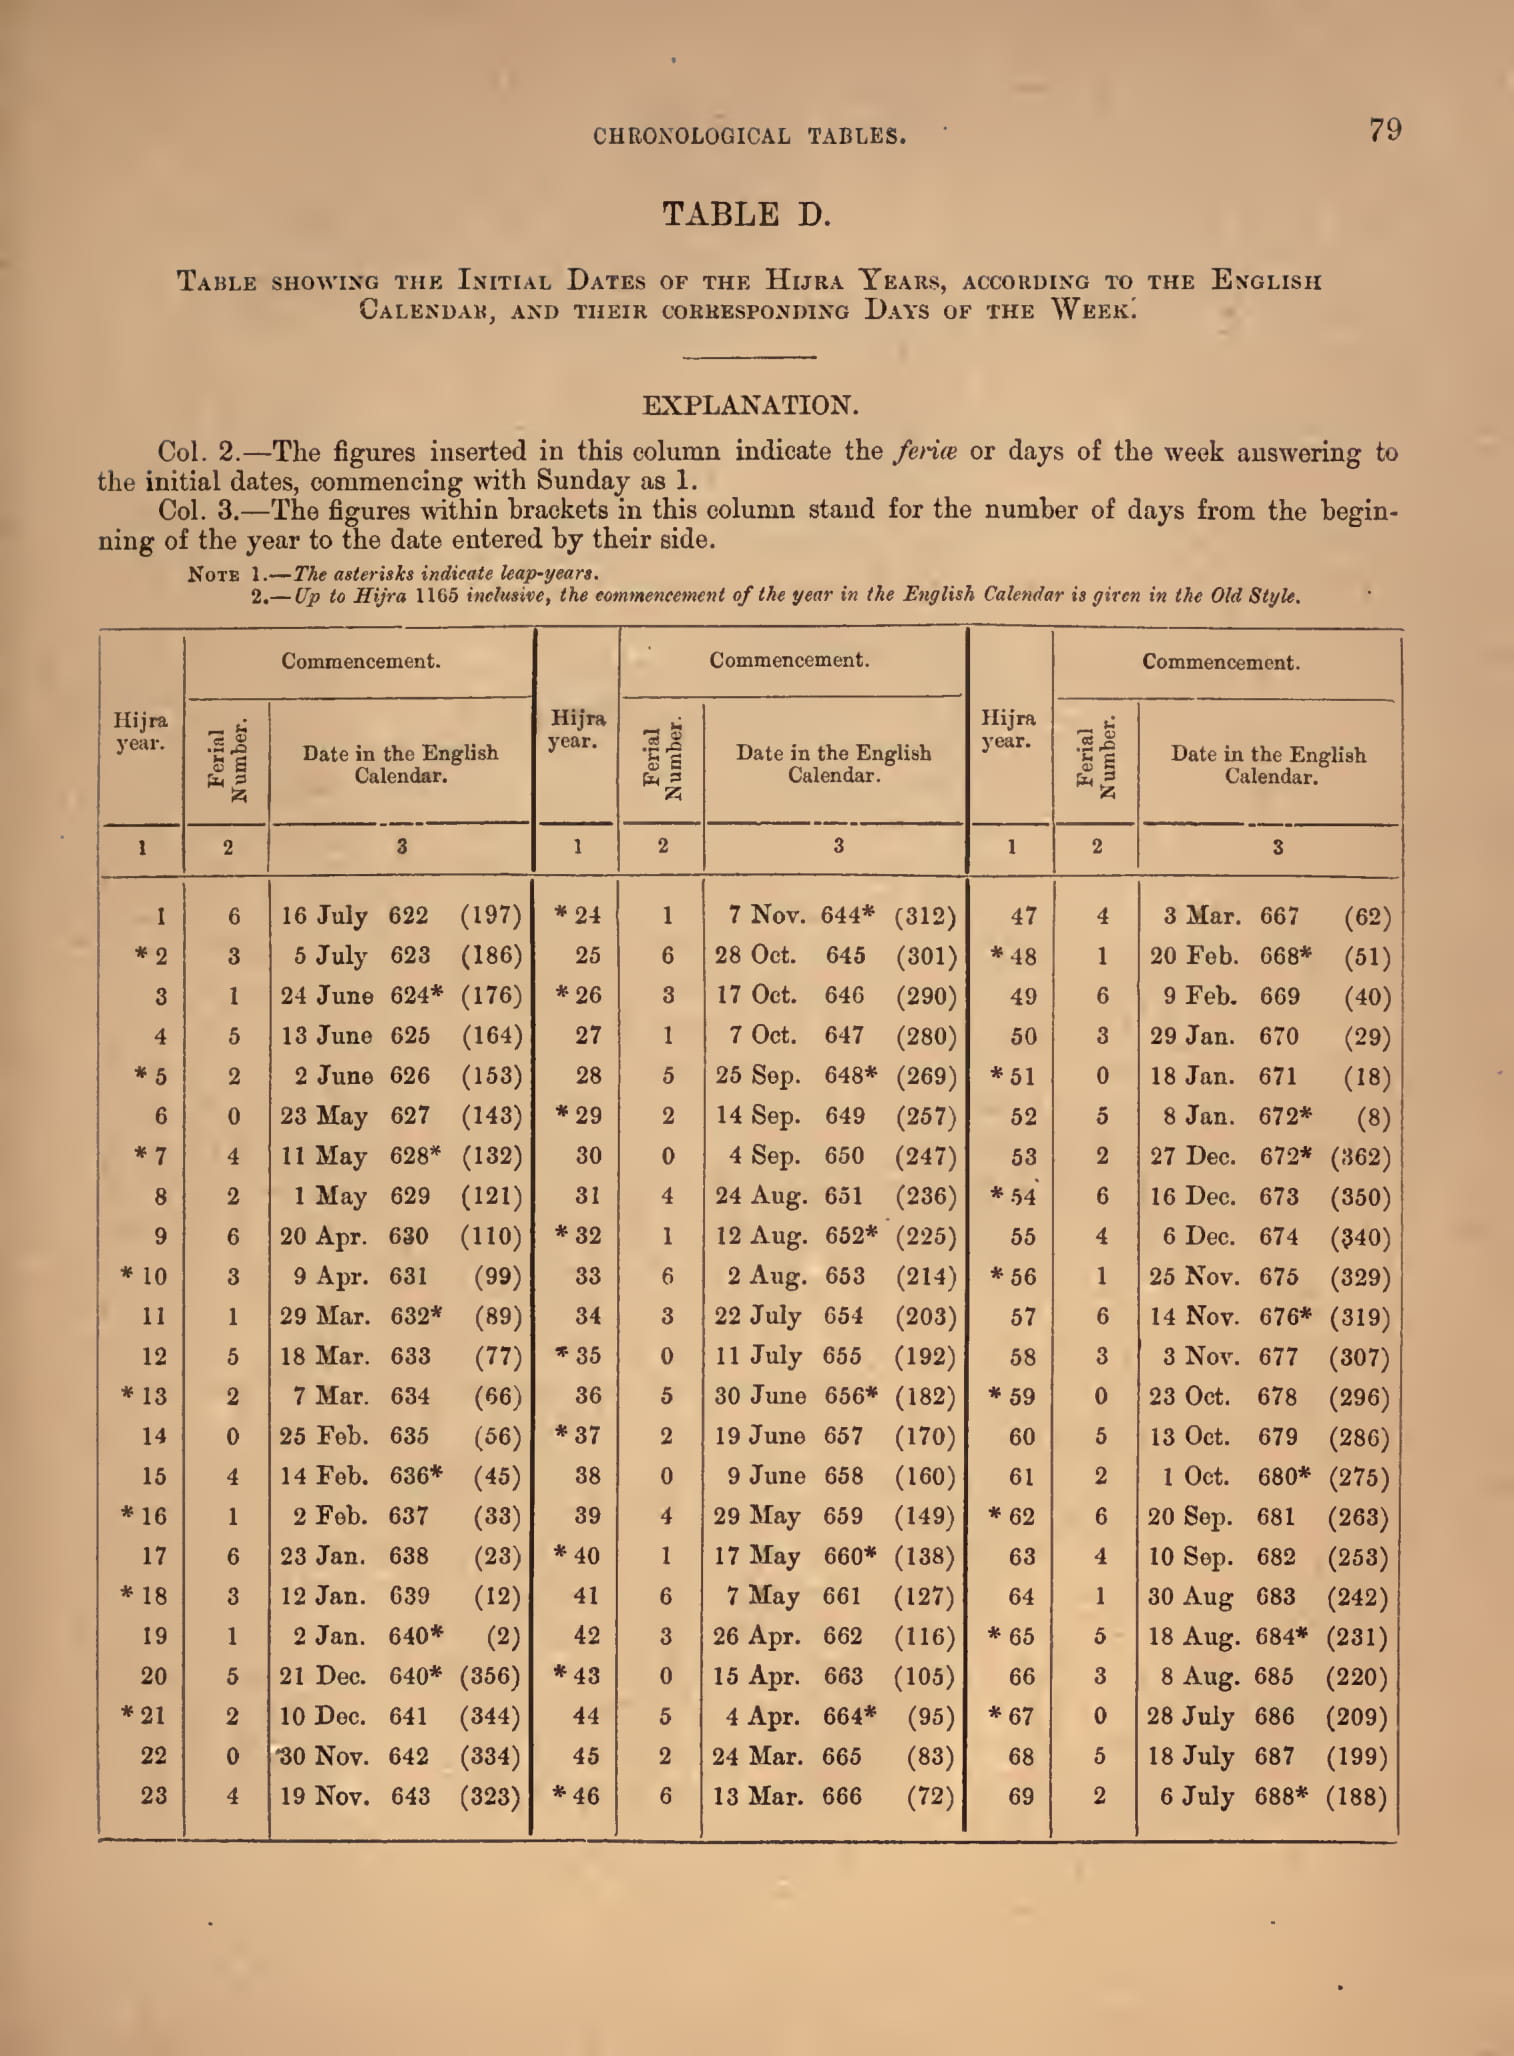 CHRONOLOGICAL TABLES.
79
TABLE D.
TABLE SHOWING THE INITIAL DATES OF THE HIJRA YEARS, ACCORDING TO THE ENGLISH
CALENDAR, AND THEIR CORRESPONDING DAYS OF THE WEEK.
EXPLANATION.
Col. 2.—The figures inserted in this column indicate the feriæ or days of the week answering to
the initial dates, commencing with Sunday as 1.
Col. 3.—The figures within brackets in this column stand for the number of days from the begin-
ning of the year to the date entered by their side.
NOTE 1.—The asterisks indicate leap-years.
2.—Up to Hijra 1165 inclusive, the commencement of the year in the English Calendar is given in the Old Style.
Commencement. Commencement. Commencement.
Hijra year. Ferial Number. Date in the English Calendar. Hijra year. Ferial Number. Date in the English Calendar. Hijra year. Ferial Number. Date in the English Calendar.
1 2 3 1 2 3 1 2 3
1 6 16 July 622 (197) * 24 1 7 Nov. 644* (312) 47 4 3 Mar. 667 (62)
* 2 3 5 July 623 (186) 25 6 28 Oct. 645 (301) * 48 1 20 Feb. 668* (51)
3 1 24 June 624* (176) * 26 3 17 Oct. 646 (290) 49 6 9 Feb. 669 (40)
4 5 13 June 625 (164) 27 1 7 Oct. 647 (280) 50 3 29 Jan. 670 (29)
* 5 2 2 June 626 (153) 28 5 25 Sep. 648* (269) * 51 0 18 Jan. 671 (18)
6 0 23 May 627 (143) * 29 2 14 Sep. 649 (257) 52 5 8 Jan. 672* (8)
* 7 4 11 May 628* (132) 30 0 4 Sep. 650 (247) 53 2 27 Dec. 672* (362)
8 2 1 May 629 (121) 31 4 24 Aug. 651 (236) * 54 6 16 Dec. 673 (350)
9 6 20 Apr. 630 (110) * 32 1 12 Aug. 652* (225) 55 4 6 Dec. 674 (340)
* 10 3 9 Apr. 631 (99) 33 6 2 Aug. 653 (214) * 56 1 25 Nov. 675 (329)
11 1 29 Mar. 632* (89) 34 3 22 July 654 (203) 57 6 14 Nov. 676* (319)
12 5 18 Mar. 633 (77) * 35 0 11 July 655 (192) 58 3 3 Nov. 677 (307)
* 13 2 7 Mar. 634 (66) 36 5 30 June 656* (182) * 59 0 23 Oct. 678 (296)
14 0 25 Feb. 635 (56) * 37 2 19 June 657 (170) 60 5 13 Oct. 679 (286)
15 4 14 Feb. 636* (45) 38 0 9 June 658 (160) 61 2 1 Oct. 680* (275)
* 16 1 2 Feb. 637 (33) 39 4 29 May 659 (149) * 62 6 20 Sep. 681 (263)
17 6 23 Jan. 638 (23) * 40 1 17 May 660* (138) 63 4 10 Sep. 682 (253)
* 18 3 12 Jan. 639 (12) 41 6 7 May 661 (127) 64 1 30 Aug 683 (242)
19 1 2 Jan. 640* (2) 42 3 26 Apr. 662 (116) * 65 5 18 Aug. 684* (231)
20 5 21 Dec. 640* (356) * 43 0 15 Apr. 663 (105) 66 3 8 Aug. 685 (220)
* 21 2 10 Dec. 641 (344) 44 5 4 Apr. 664* (95) * 67 0 28 July 686 (209)
22 0 30 Nov. 642 (334) 45 2 24 Mar. 665 (83) 68 5 18 July 687 (199)
23 4 19 Nov. 643 (323) * 46 6 13 Mar. 666 (72) 69 2 6 July 688* (188)